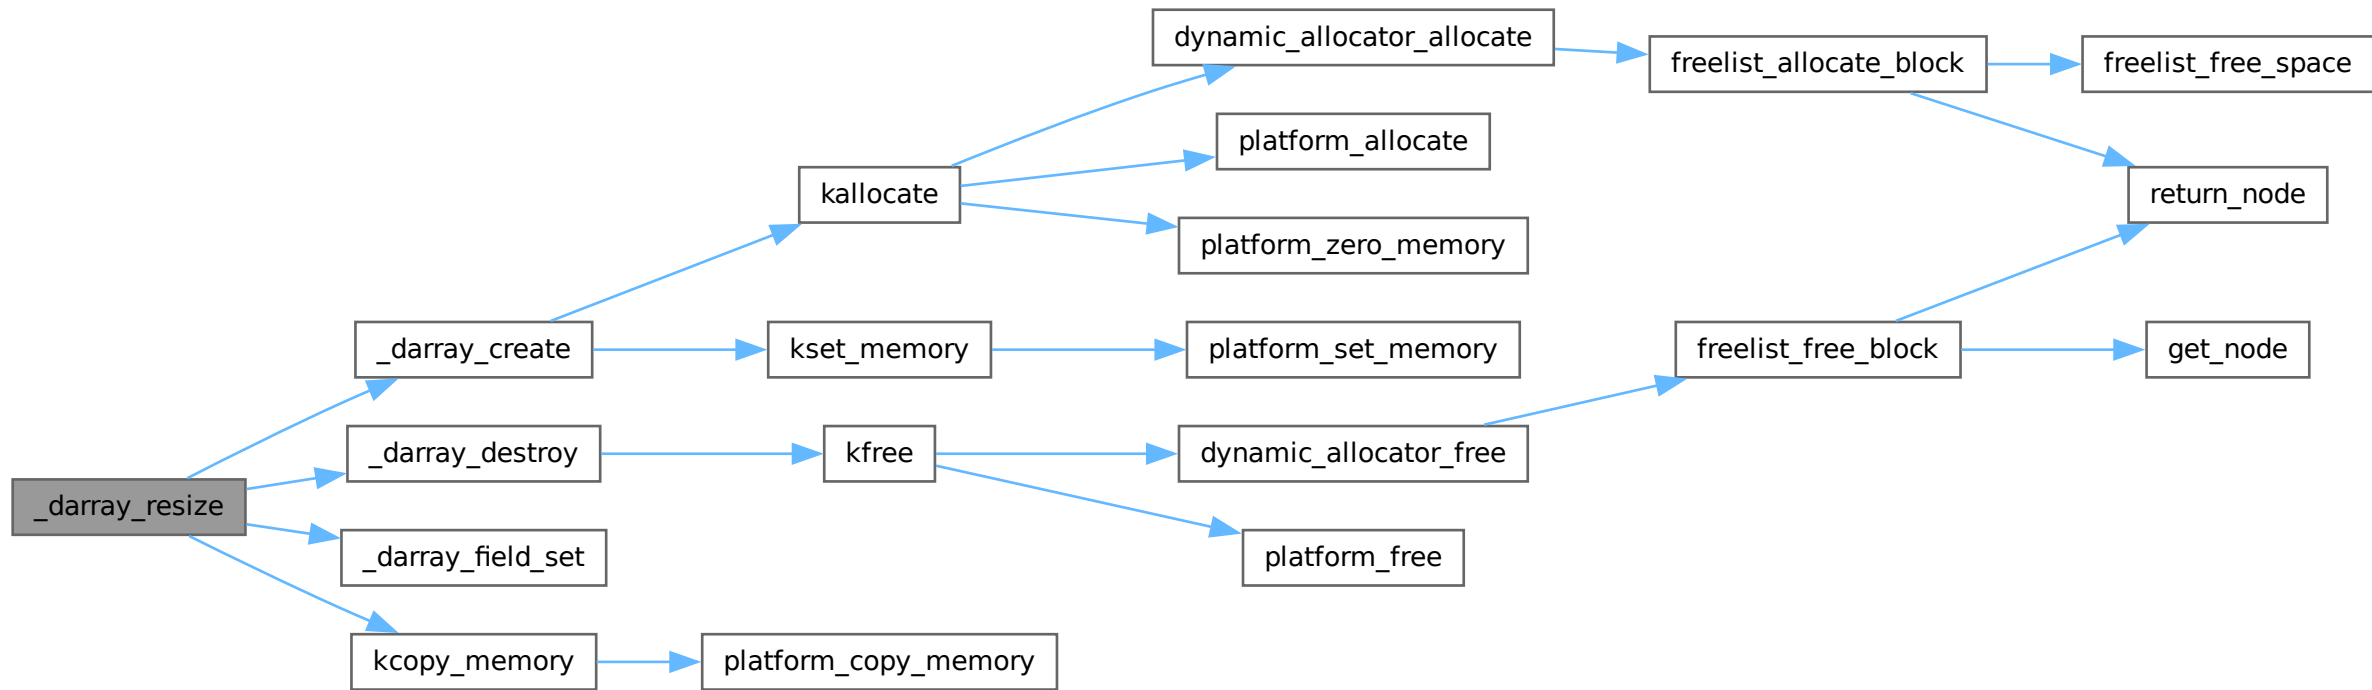 _darray_resize
_darray_create
kallocate
dynamic_allocator_allocate
freelist_allocate_block
freelist_free_space
return_node
platform_allocate
platform_zero_memory
kset_memory
platform_set_memory
_darray_destroy
kfree
dynamic_allocator_free
freelist_free_block
get_node
platform_free
_darray_field_set
kcopy_memory
platform_copy_memory